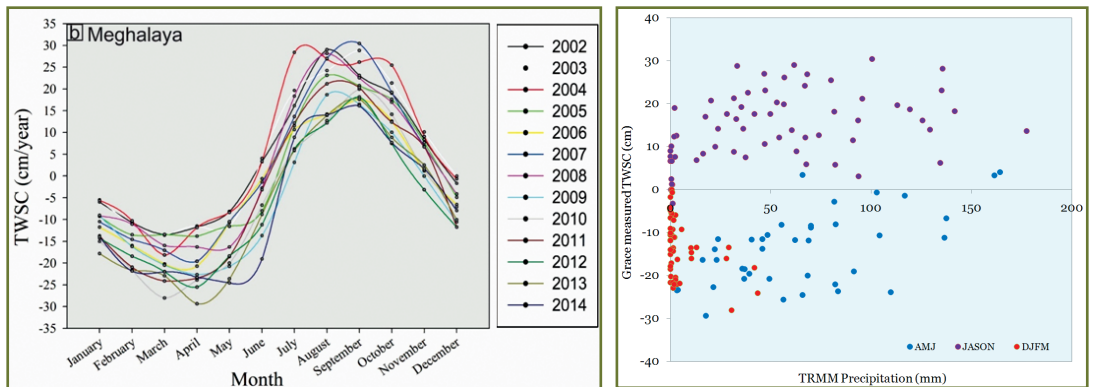 b Meghalaya
TWSC (cm/year)
35
30
25
20
15
10
5
0
-5
-10
-15
-20
-25
-30
-35
January
February
March
April
May
June
July
August
September
October
November
December
Month
2002
2003
2004
2005
2006
2007
2008
2009
2010
2011
2012
2013
2014
Grace measured TWSC (cm)
40
30
20
10
0
-10
-20
-30
-40
0 50 100 150 200
AMJ JASON DJFM
TRMM Precipitation (mm)